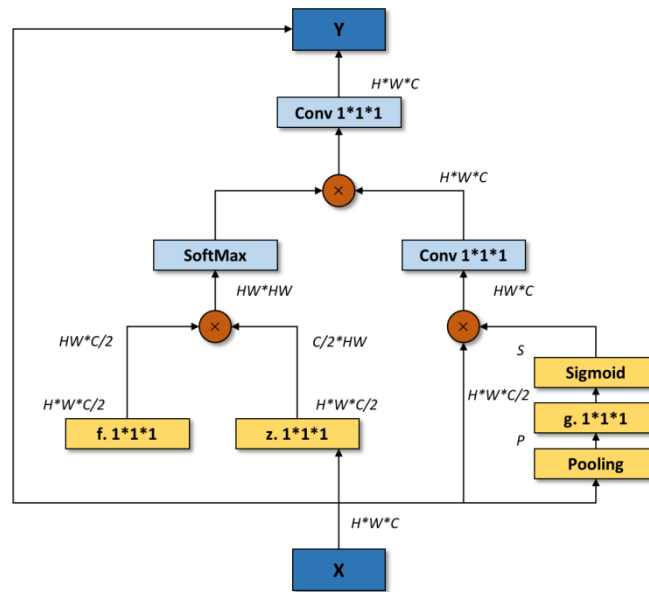 Y
H*W*C
Conv 1*1*1
×
H*W*C
SoftMax
Conv 1*1*1
HW*HW
HW*C
×
×
HW*C/2
C/2*HW
S
Sigmoid
H*W*C/2
H*W*C/2
H*W*C/2
f. 1*1*1
z. 1*1*1
g. 1*1*1
P
Pooling
H*W*C
X